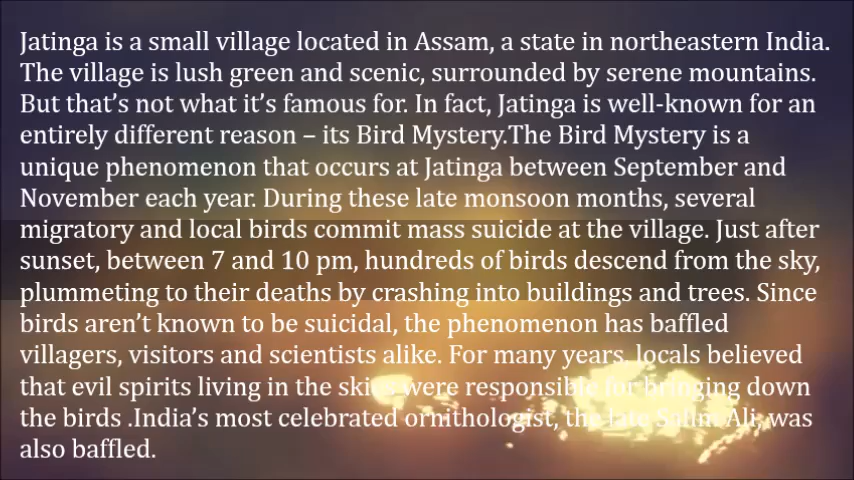 Jatinga is a small village located in Assam, a state in northeastern India.
The village is lush green and scenic, surrounded by serene mountains.
But that’s not what it’s famous for. In fact, Jatinga is well-known for an
entirely different reason – its Bird Mystery.The Bird Mystery is a
unique phenomenon that occurs at Jatinga between September and
November each year. During these late monsoon months, several
migratory and local birds commit mass suicide at the village. Just after
sunset, between 7 and 10 pm, hundreds of birds descend from the sky,
plummeting to their deaths by crashing into buildings and trees. Since
birds aren’t known to be suicidal, the phenomenon has baffled
villagers, visitors and scientists alike. For many years, locals believed
that evil spirits living in the skies were responsible for bringing down
the birds .India’s most celebrated ornithologist, the late Salim Ali, was
also baffled.